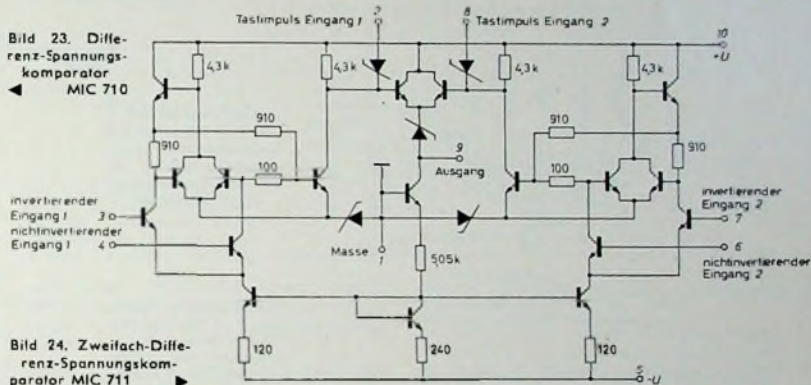 Bild 23. Diffe-
renz-Spannungs-
komparator
◄ MIC 710
Tastimpuls Eingang 1
2
8
Tastimpuls Eingang 2
10
+U
4,3k
4,3k
4,3k
4,3k
910
910
910
910
100
100
9
Ausgang
invertierender
Eingang 1 3
nichtinvertierender
Eingang 1 4
invertierender
7 Eingang 2
6
nichtinvertierender
Eingang 2
Masse
1
5,05k
120
240
120
5
-U
Bild 24. Zweifach-Diffe-
renz-Spannungskom-
parator MIC 711 ►